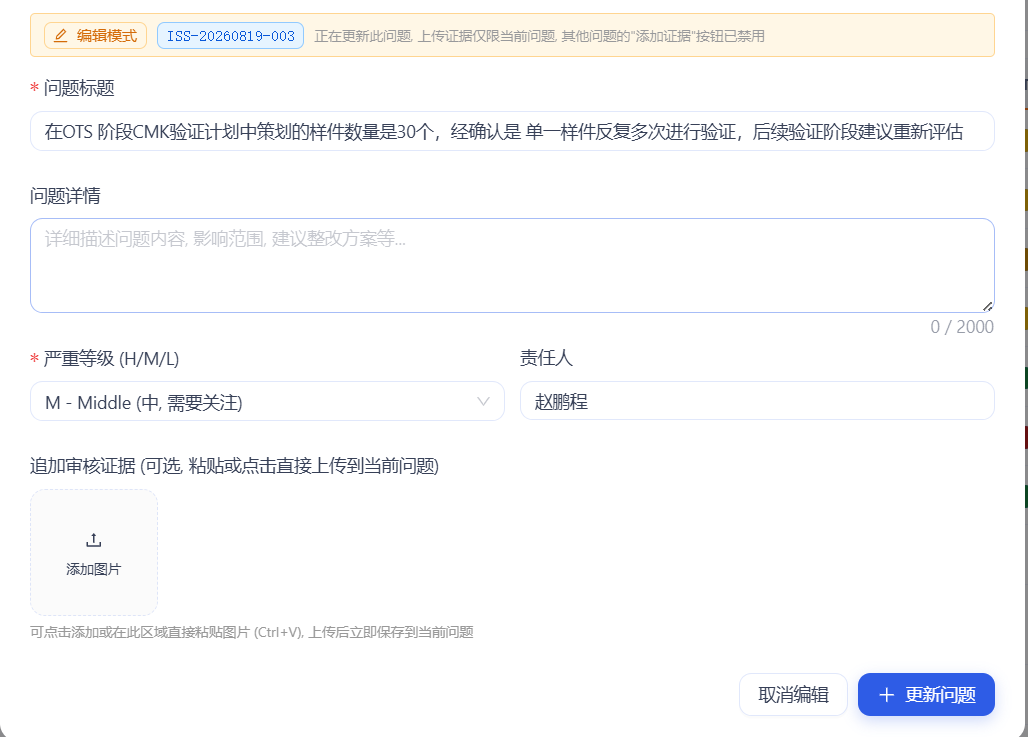 编辑模式 ISS-20260819-003 正在更新此问题, 上传证据仅限当前问题, 其他问题的"添加证据"按钮已禁用
* 问题标题
在OTS 阶段CMK验证计划中策划的样件数量是30个，经确认是 单一样件反复多次进行验证，后续验证阶段建议重新评估
问题详情
详细描述问题内容, 影响范围, 建议整改方案等...
0 / 2000
* 严重等级 (H/M/L) 责任人
M - Middle (中, 需要关注) 赵鹏程
追加审核证据 (可选, 粘贴或点击直接上传到当前问题)
添加图片
可点击添加或在此区域直接粘贴图片 (Ctrl+V), 上传后立即保存到当前问题
取消编辑 + 更新问题